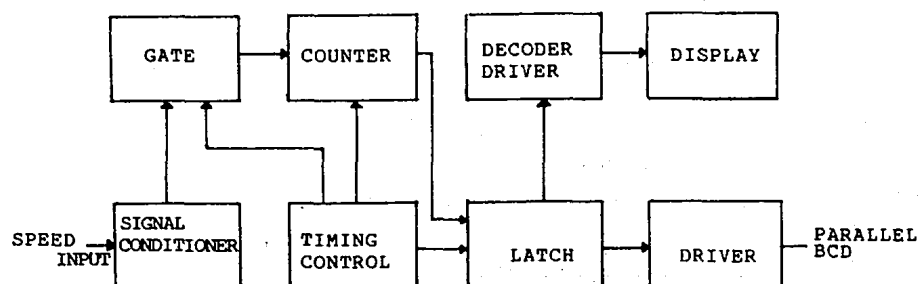 GATE
COUNTER
DECODER
DRIVER
DISPLAY
SPEED
INPUT
SIGNAL
CONDITIONER
TIMING
CONTROL
LATCH
DRIVER
PARALLEL
BCD